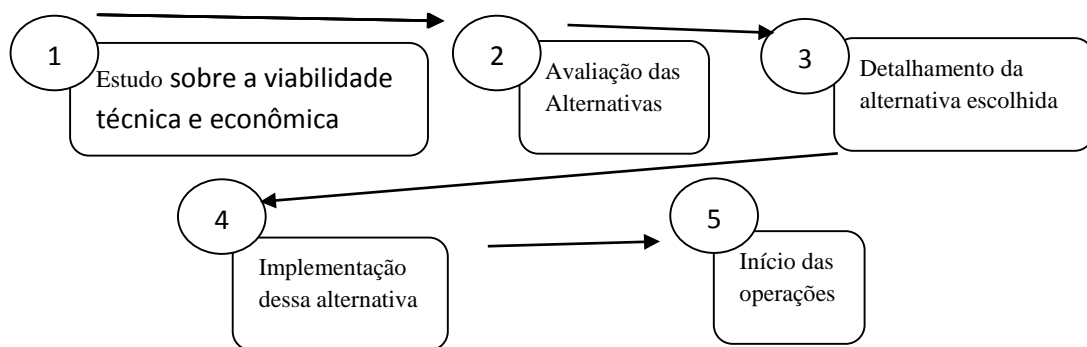 1
Estudo sobre a viabilidade
técnica e econômica
2
Avaliação das
Alternativas
3
Detalhamento da
alternativa escolhida
4
Implementação
dessa alternativa
5
Início das
operações